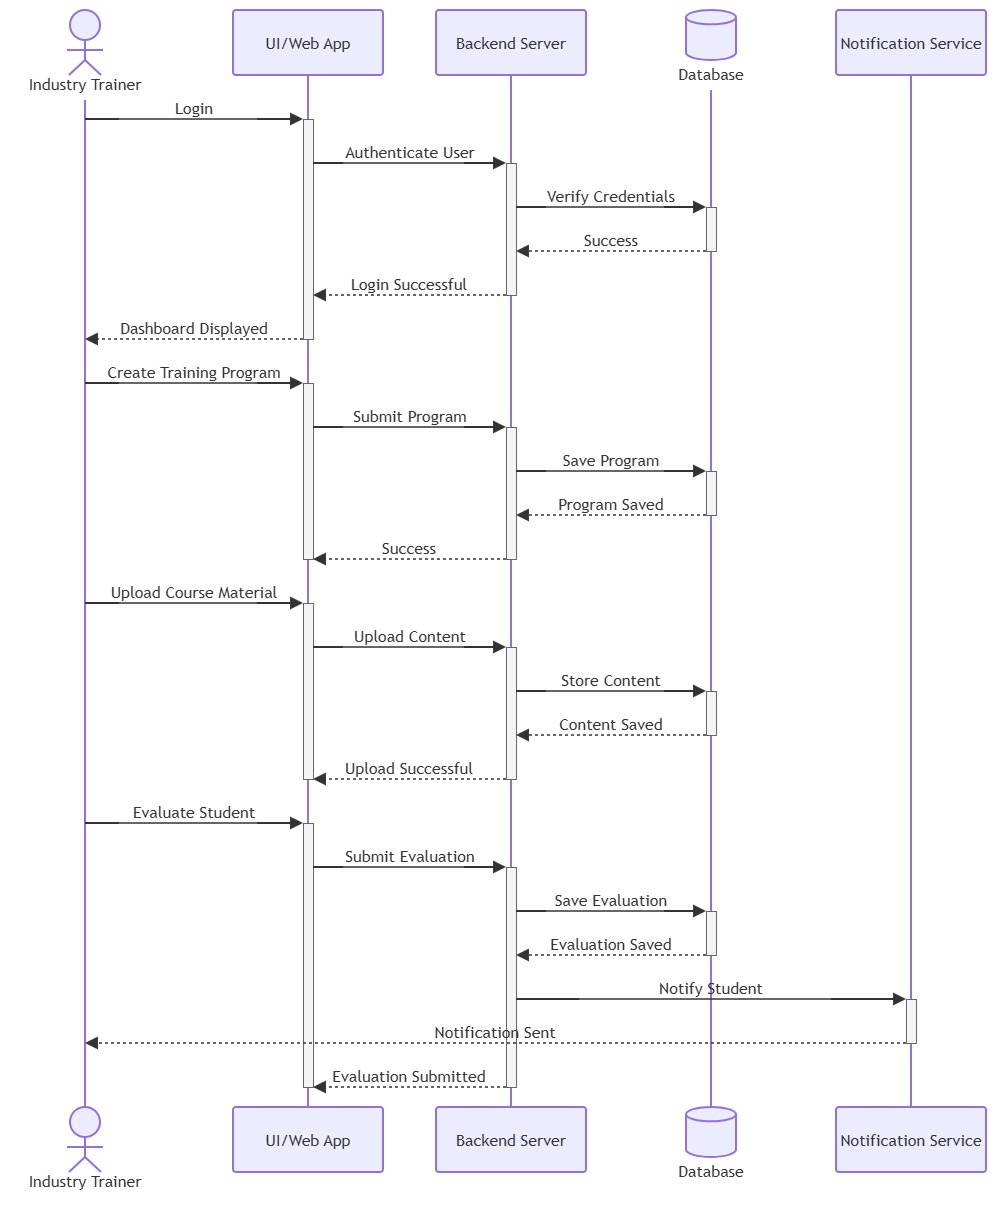 Industry Trainer
UI/Web App
Backend Server
Database
Notification Service
Login
Authenticate User
Verify Credentials
Success
Login Successful
Dashboard Displayed
Create Training Program
Submit Program
Save Program
Program Saved
Success
Upload Course Material
Upload Content
Store Content
Content Saved
Upload Successful
Evaluate Student
Submit Evaluation
Save Evaluation
Evaluation Saved
Notify Student
Notification Sent
Evaluation Submitted
Industry Trainer
UI/Web App
Backend Server
Database
Notification Service